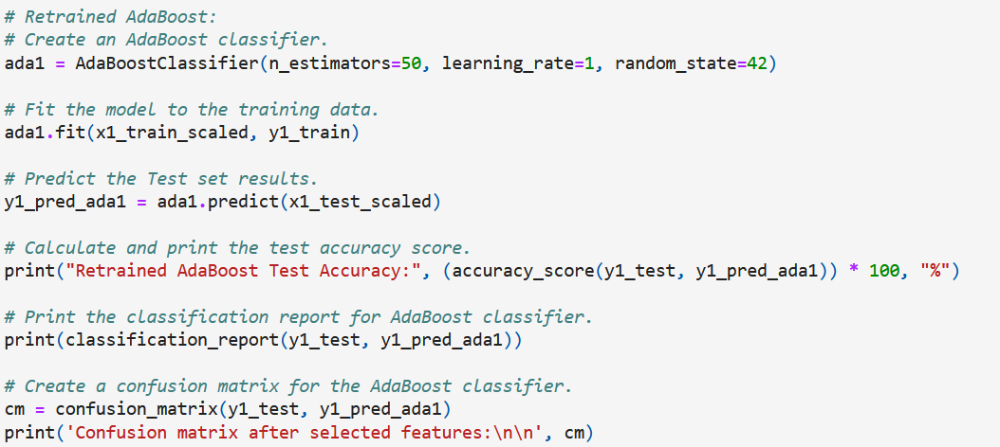 # Retrained AdaBoost:
# Create an AdaBoost classifier.
ada1 = AdaBoostClassifier(n_estimators=50, learning_rate=1, random_state=42)
# Fit the model to the training data.
ada1.fit(x1_train_scaled, y1_train)
# Predict the Test set results.
y1_pred_ada1 = ada1.predict(x1_test_scaled)
# Calculate and print the test accuracy score.
print("Retrained AdaBoost Test Accuracy:", (accuracy_score(y1_test, y1_pred_ada1)) * 100, "%")
# Print the classification report for AdaBoost classifier.
print(classification_report(y1_test, y1_pred_ada1))
# Create a confusion matrix for the AdaBoost classifier.
cm = confusion_matrix(y1_test, y1_pred_ada1)
print('Confusion matrix after selected features:\n\n', cm)